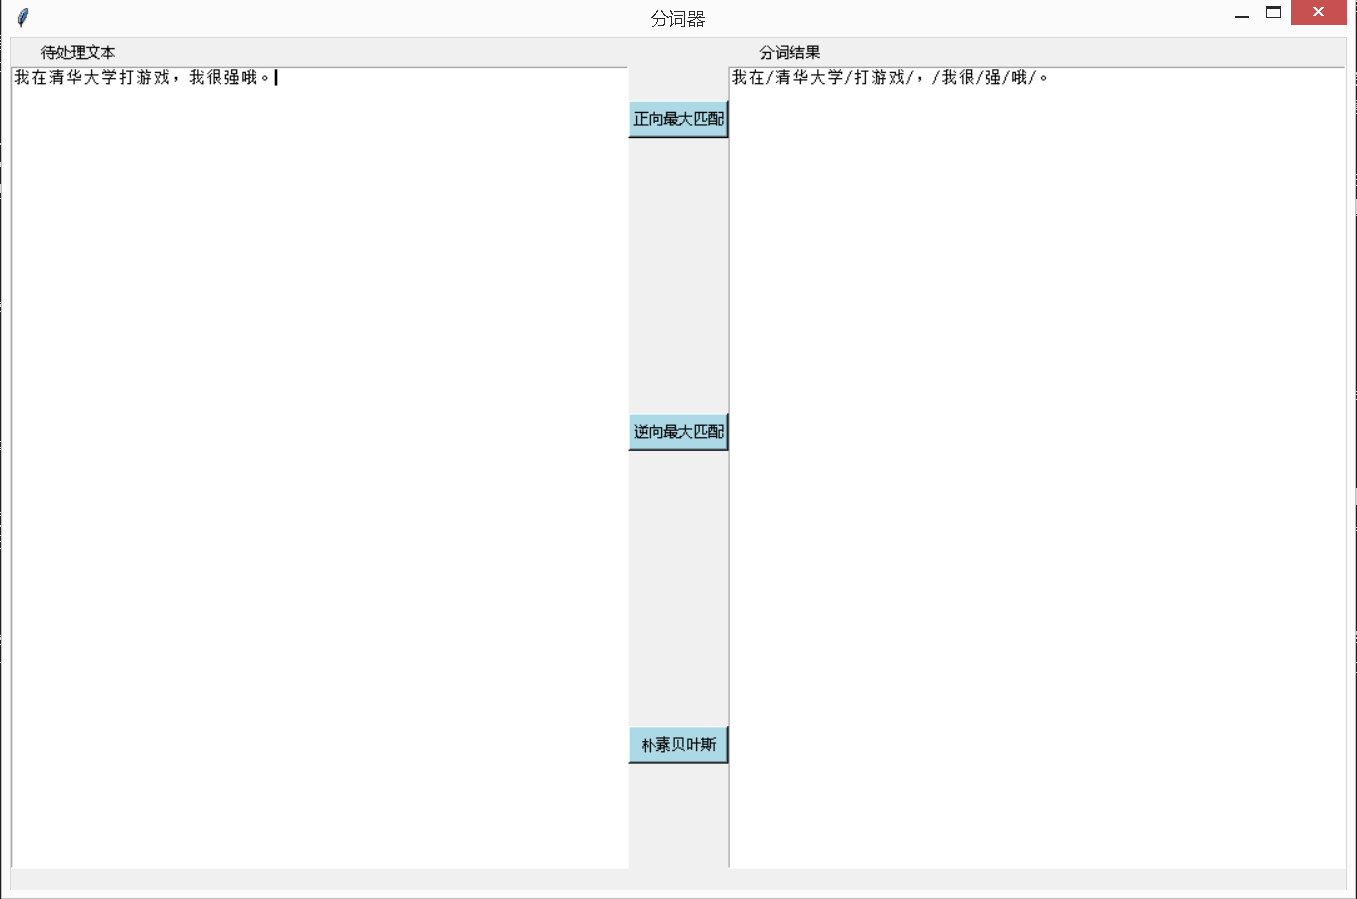 分词器
待处理文本
分词结果
我在清华大学打游戏，我很强哦。
我在/清华大学/打游戏/，/我很/强/哦/。
正向最大匹配
逆向最大匹配
朴素贝叶斯